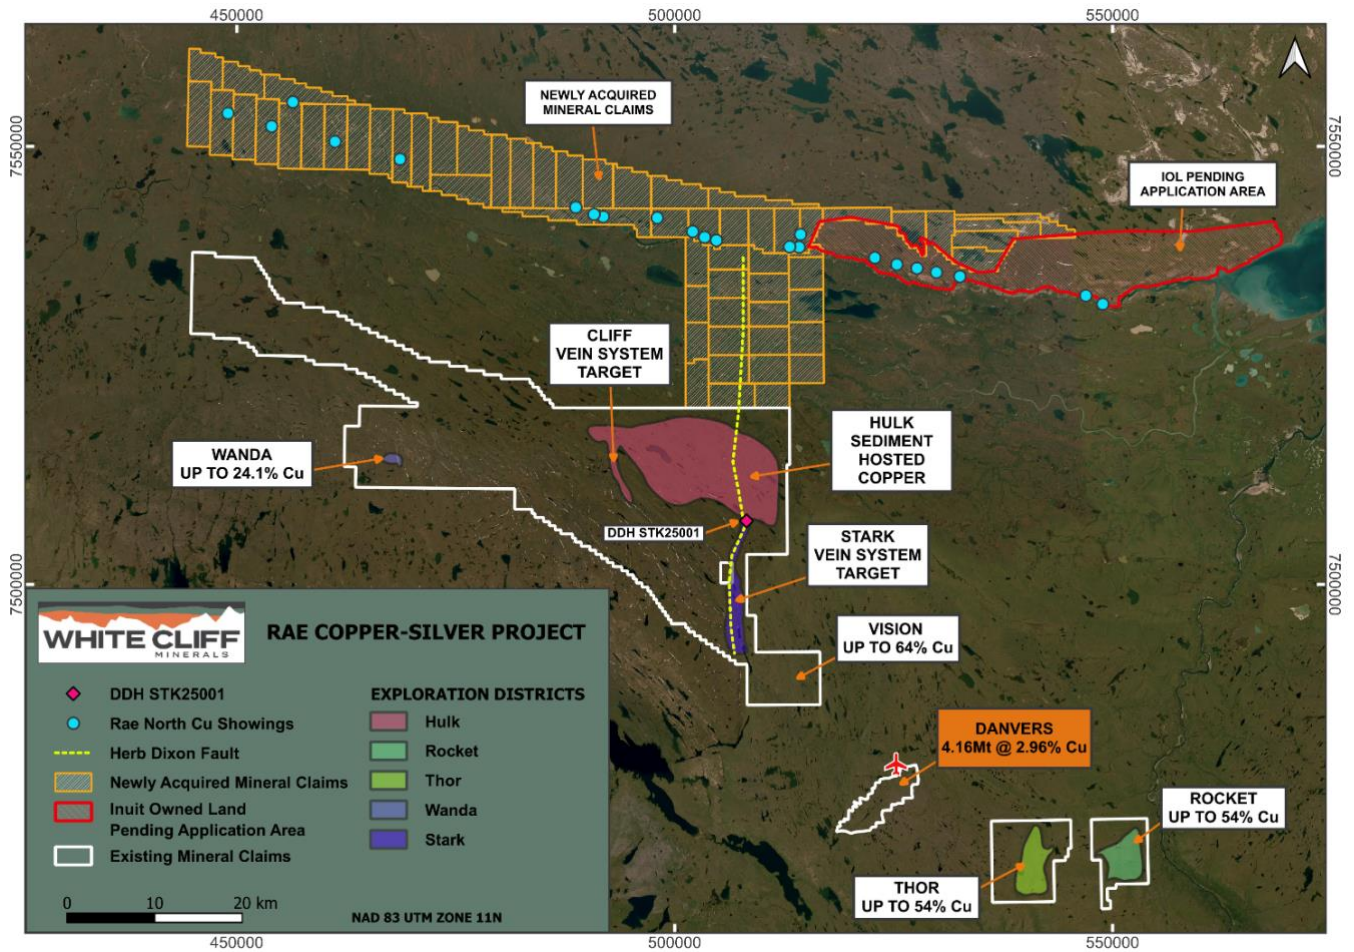 450000
500000
550000
7550000
7550000
NEWLY ACQUIRED
MINERAL CLAIMS
IOL PENDING
APPLICATION AREA
CLIFF
VEIN SYSTEM
TARGET
HULK
SEDIMENT
HOSTED
COPPER
WANDA
UP TO 24.1% Cu
DDH STK25001
STARK
VEIN SYSTEM
TARGET
7500000
7500000
VISION
UP TO 64% Cu
DANVERS
4.16Mt @ 2.96% Cu
ROCKET
UP TO 54% Cu
THOR
UP TO 54% Cu
WHITE CLIFF
MINERALS
RAE COPPER-SILVER PROJECT
DDH STK25001
Rae North Cu Showings
Herb Dixon Fault
Newly Acquired Mineral Claims
Inuit Owned Land
Pending Application Area
Existing Mineral Claims
EXPLORATION DISTRICTS
Hulk
Rocket
Thor
Wanda
Stark
0 10 20 km
NAD 83 UTM ZONE 11N
450000
500000
550000